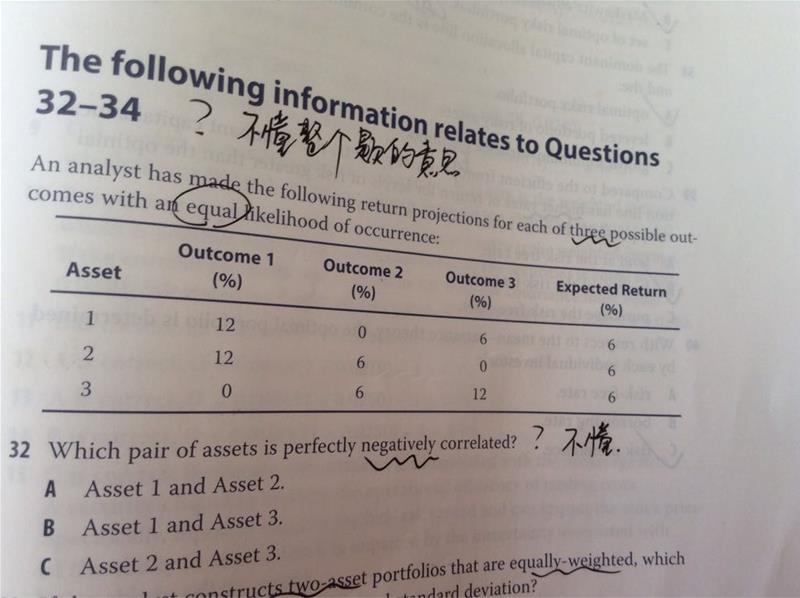 The following information relates to Questions
32–34 ? 不懂整个题的意思
An analyst has made the following return projections for each of three possible out-
comes with an equal likelihood of occurrence:
Asset Outcome 1 (%) Outcome 2 (%) Outcome 3 (%) Expected Return (%)
1 12 0 6 6
2 12 6 0 6
3 0 6 12 6
32 Which pair of assets is perfectly negatively correlated? ? 不懂.
A Asset 1 and Asset 2.
B Asset 1 and Asset 3.
C Asset 2 and Asset 3.
constructs two-asset portfolios that are equally-weighted, which
standard deviation?